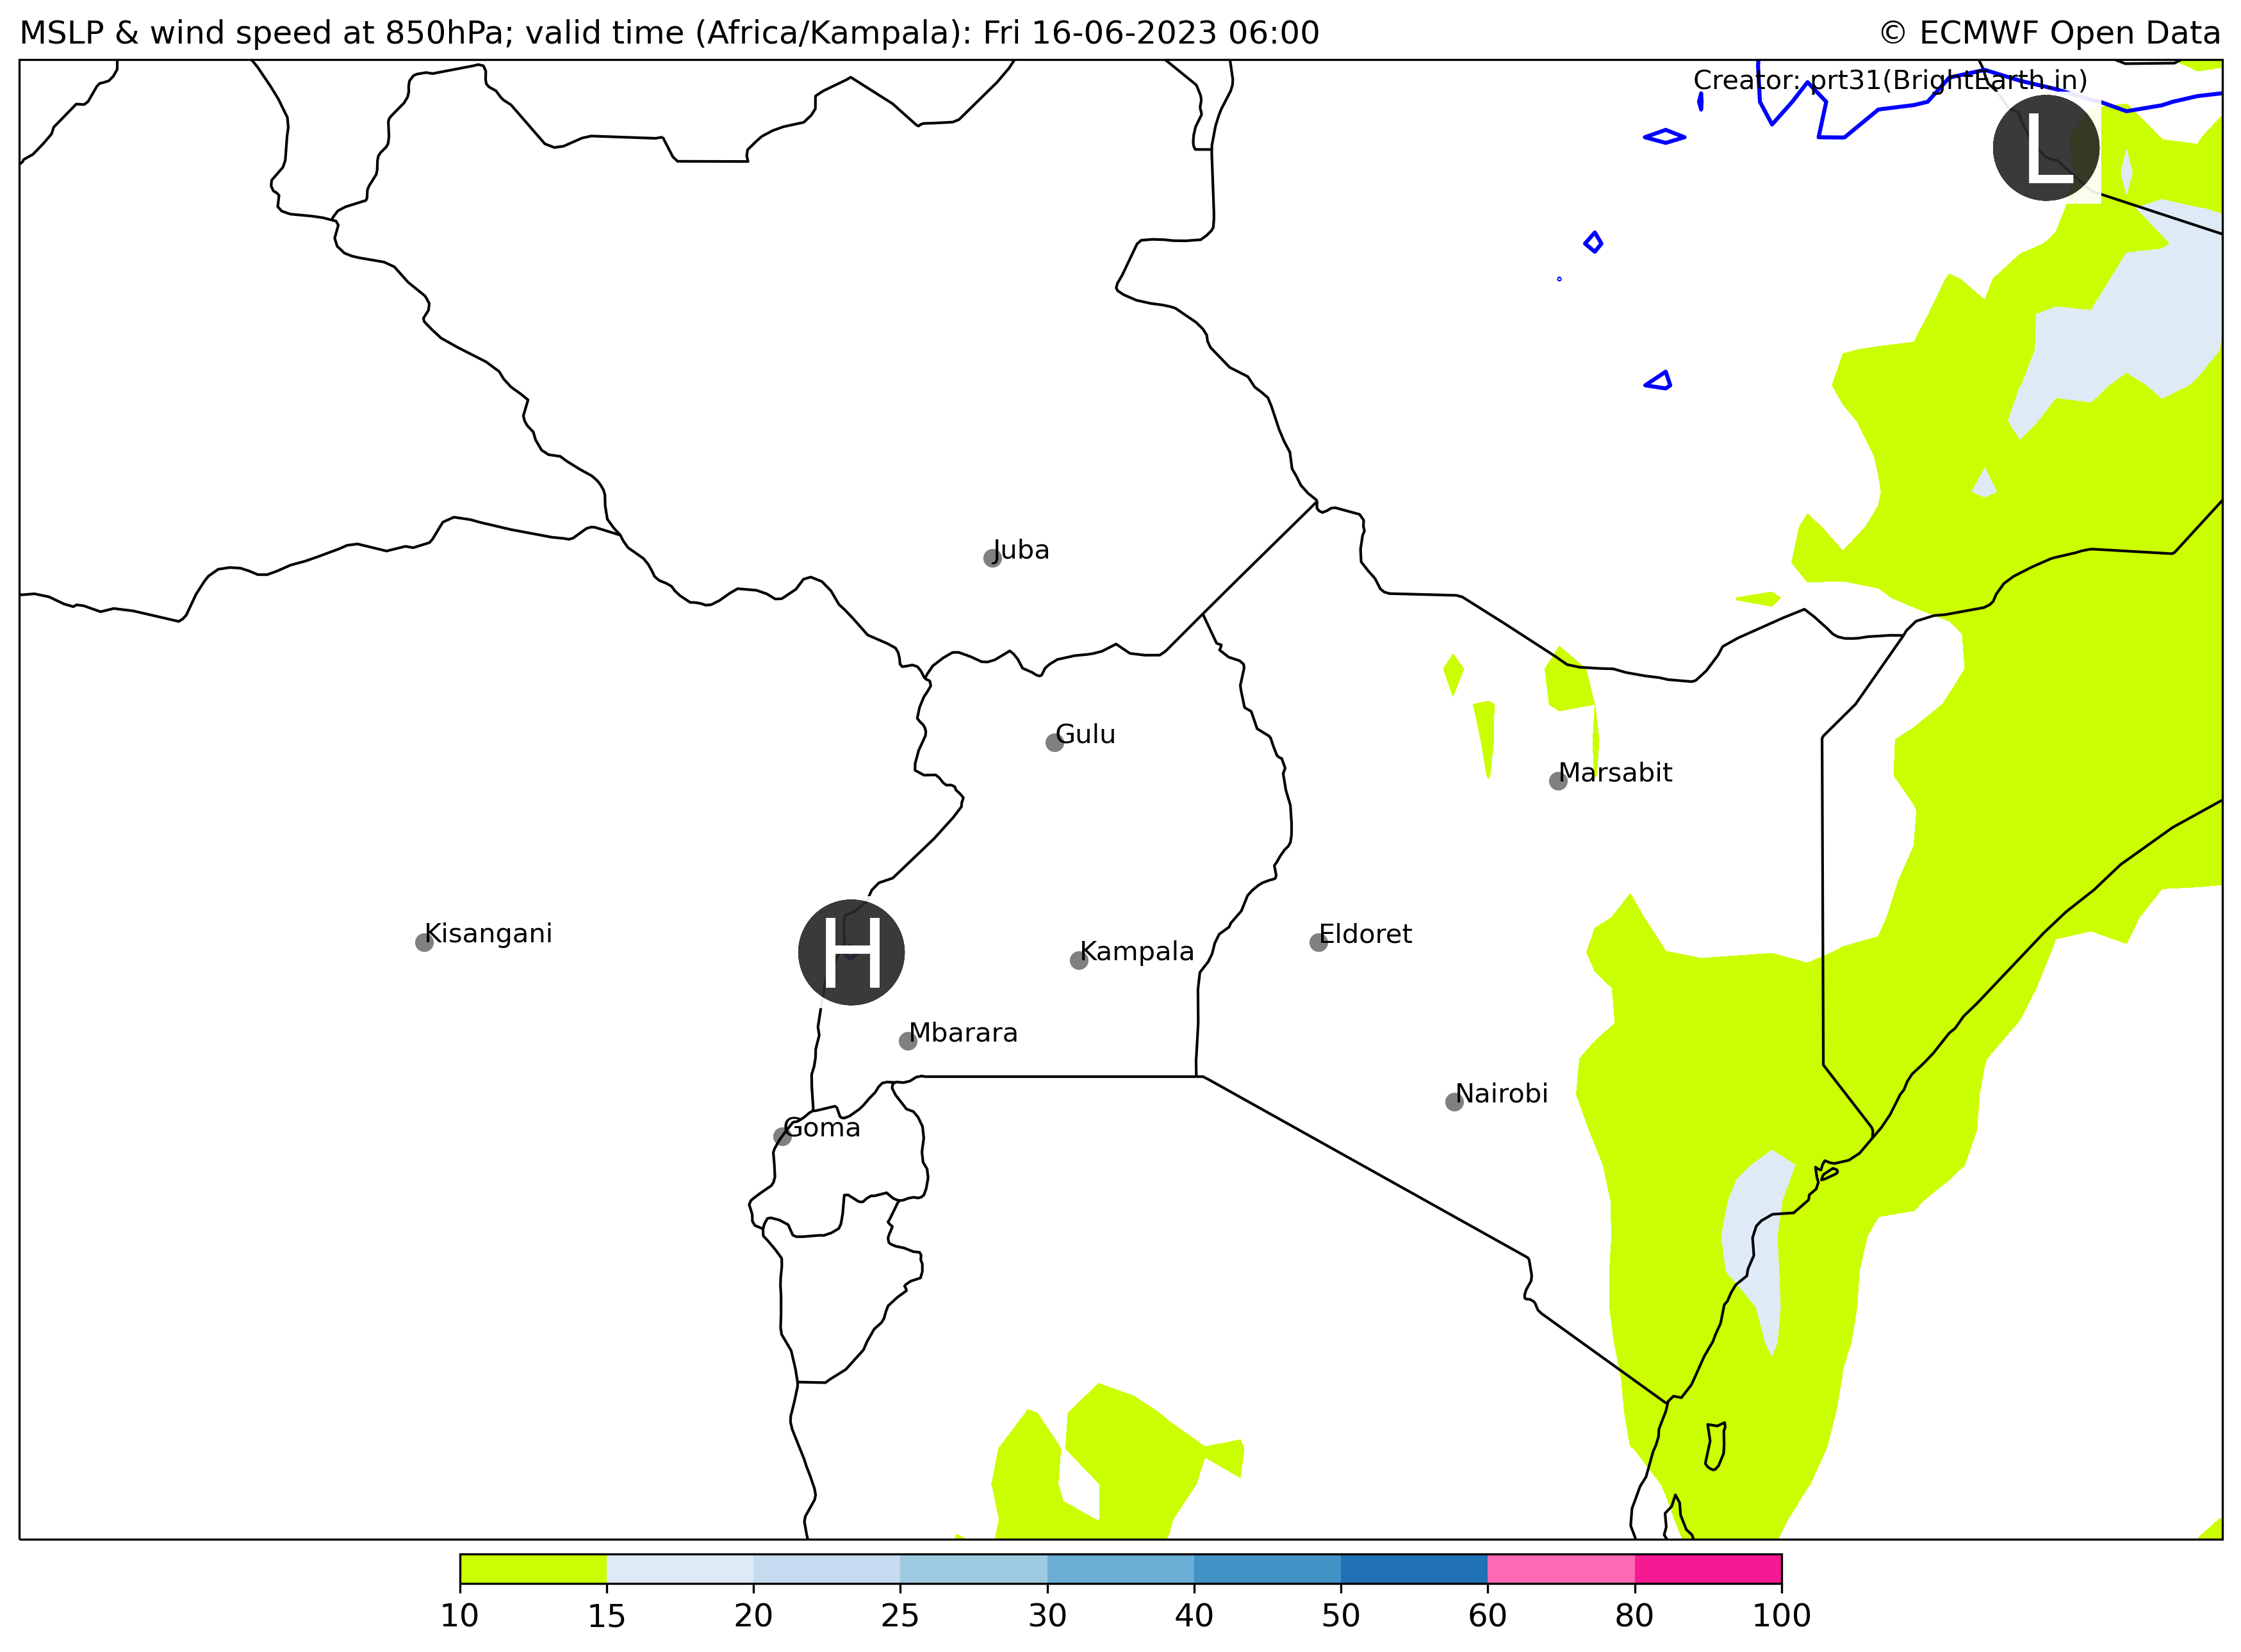 MSLP & wind speed at 850hPa; valid time (Africa/Kampala): Fri 16-06-2023 06:00
© ECMWF Open Data
Creator: prt31(BrightEarth.in)
L
Juba
Gulu
Marsabit
Kisangani
H
Kampala
Eldoret
Mbarara
Nairobi
Goma
10 15 20 25 30 40 50 60 80 100